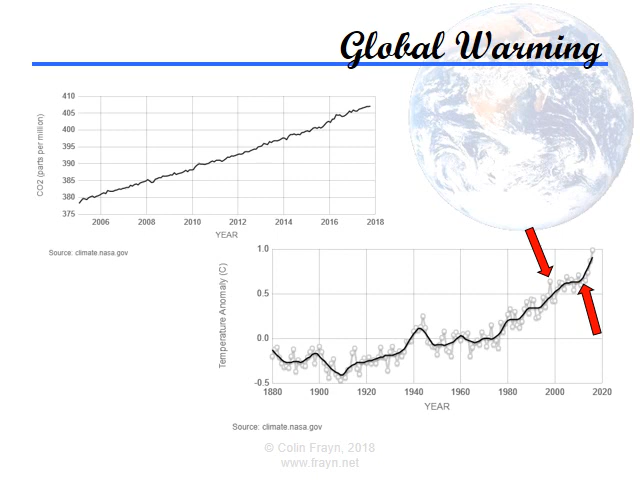 Global Warming
410
405
400
395
390
385
380
375
CO2 (parts per million)
2006 2008 2010 2012 2014 2016 2018
YEAR
Source: climate.nasa.gov
1.0
0.5
0.0
-0.5
Temperature Anomaly (C)
1880 1900 1920 1940 1960 1980 2000 2020
YEAR
Source: climate.nasa.gov
© Colin Frayn, 2018
www.frayn.net